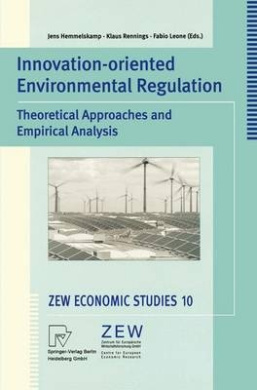 Jens Hemmelskamp · Klaus Rennings · Fabio Leone (Eds.)
Innovation-oriented
Environmental Regulation
Theoretical Approaches and
Empirical Analysis
ZEW ECONOMIC STUDIES 10
Springer-Verlag Berlin
Heidelberg GmbH
ZEW
Zentrum für Europäische
Wirtschaftsforschung GmbH
Centre for European
Economic Research